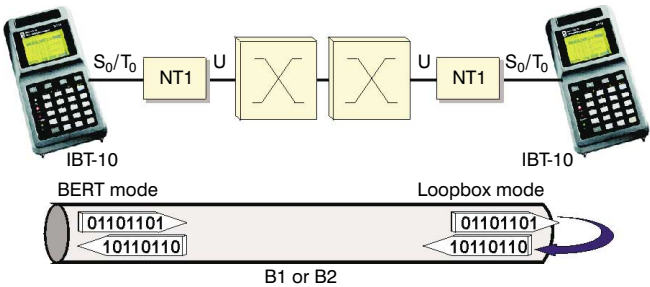 S0/T0 NT1 U U NT1 S0/T0
IBT-10 IBT-10
BERT mode Loopbox mode
01101101 01101101
10110110 10110110
B1 or B2